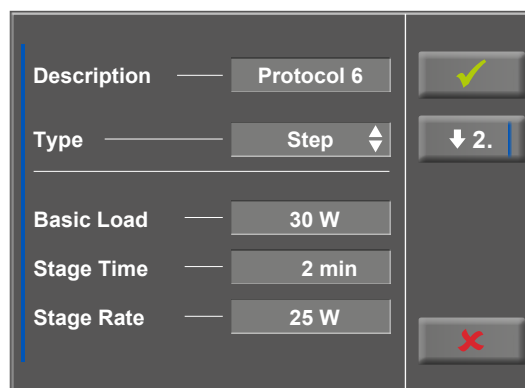 Description Protocol 6
Type Step
2.
Basic Load 30 W
Stage Time 2 min
Stage Rate 25 W